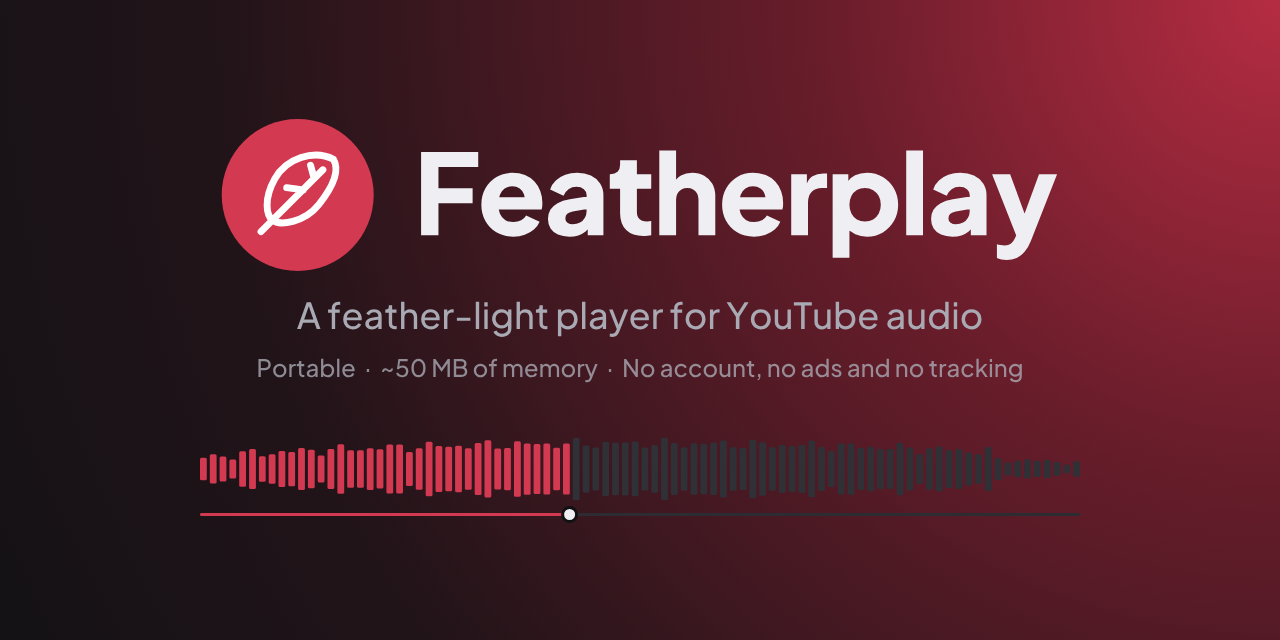 Featherplay
A feather-light player for YouTube audio
Portable · ~50 MB of memory · No account, no ads and no tracking